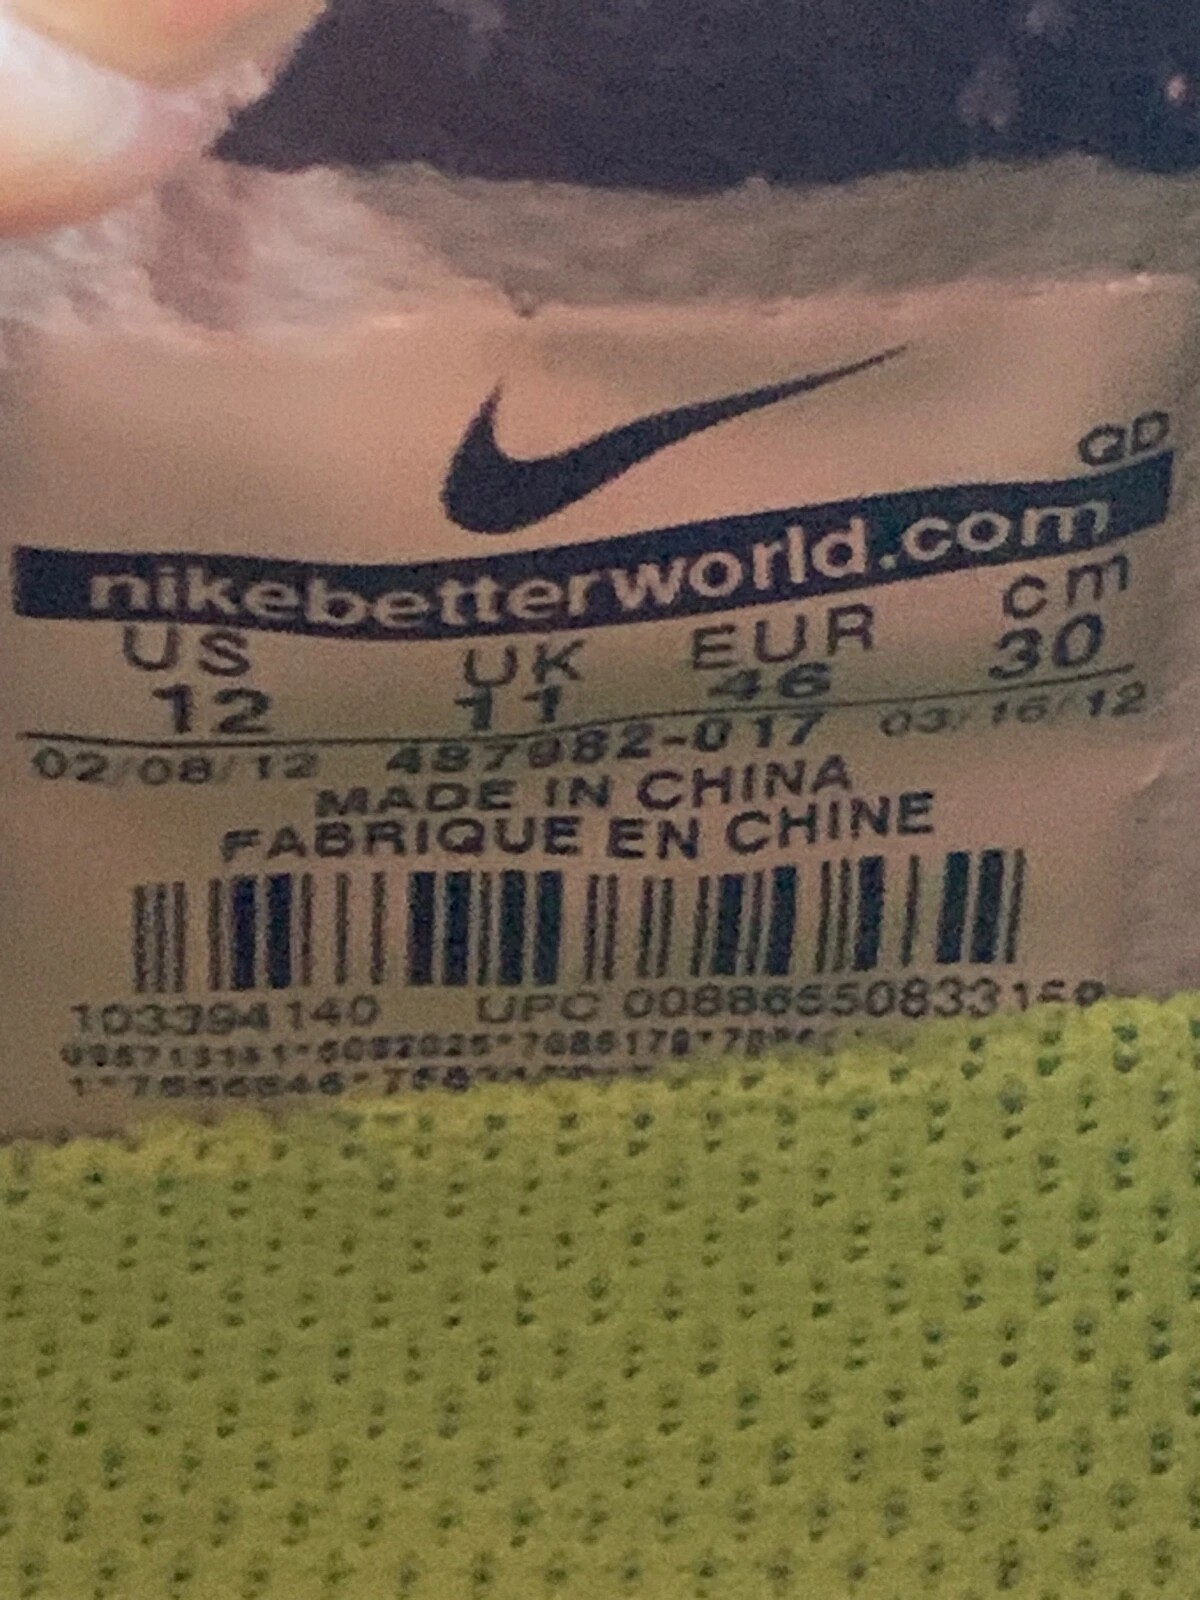 QD
nikebetterworld.com
US UK EUR cm
12 11 46 30
02/08/12 487982-017 03/16/12
MADE IN CHINA
FABRIQUE EN CHINE
103394140 UPC